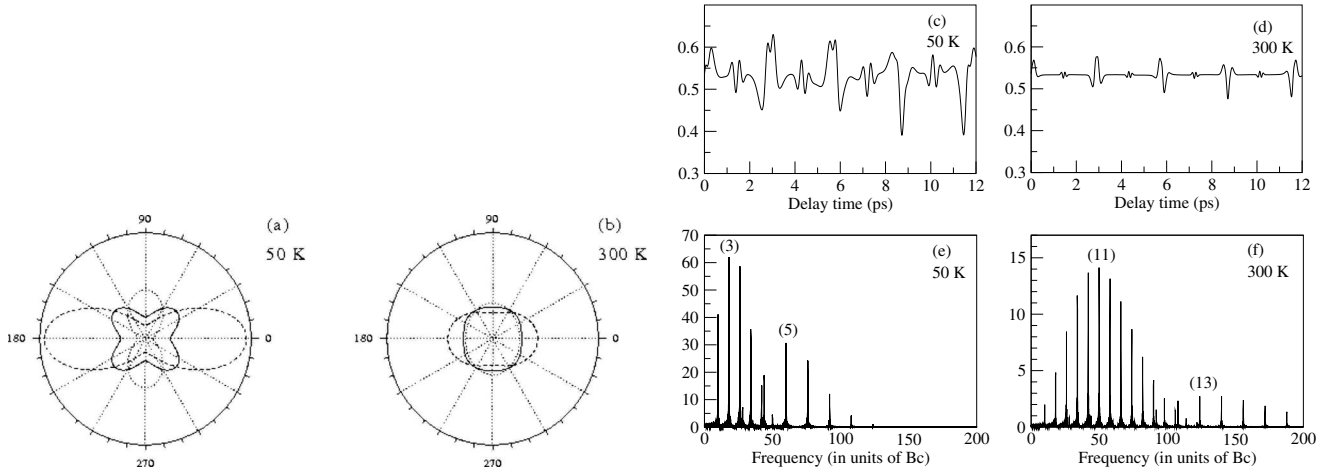 (a)
50 K
90
180
0
270
(b)
300 K
90
180
0
270
(c)
50 K
0.6
0.5
0.4
0.3
0 2 4 6 8 10 12
Delay time (ps)
(d)
300 K
0.6
0.5
0.4
0.3
0 2 4 6 8 10 12
Delay time (ps)
(e)
50 K
(3)
(5)
70
60
50
40
30
20
10
0
0 50 100 150 200
Frequency (in units of Bc)
(f)
300 K
(11)
(13)
15
12
9
6
3
0
0 50 100 150 200
Frequency (in units of Bc)